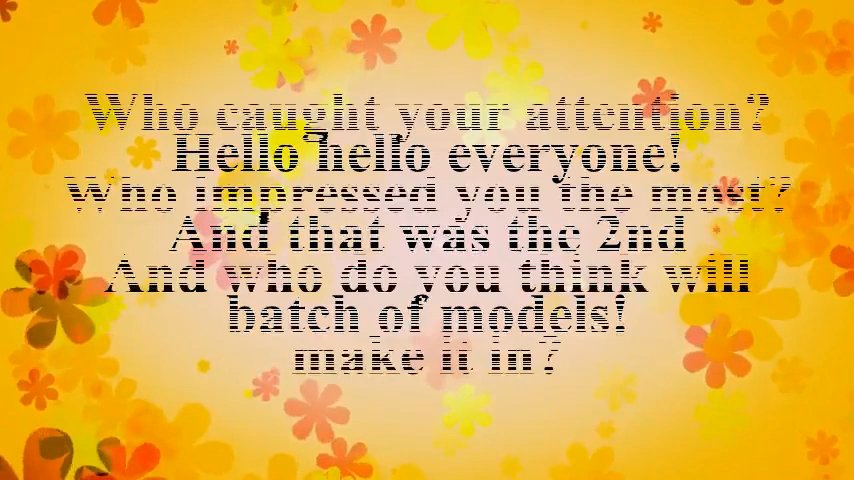 Who caught your attention?
Hello hello everyone!
Who impressed you the most?
And that was the 2nd
And who do you think will
batch of models!
make it in?